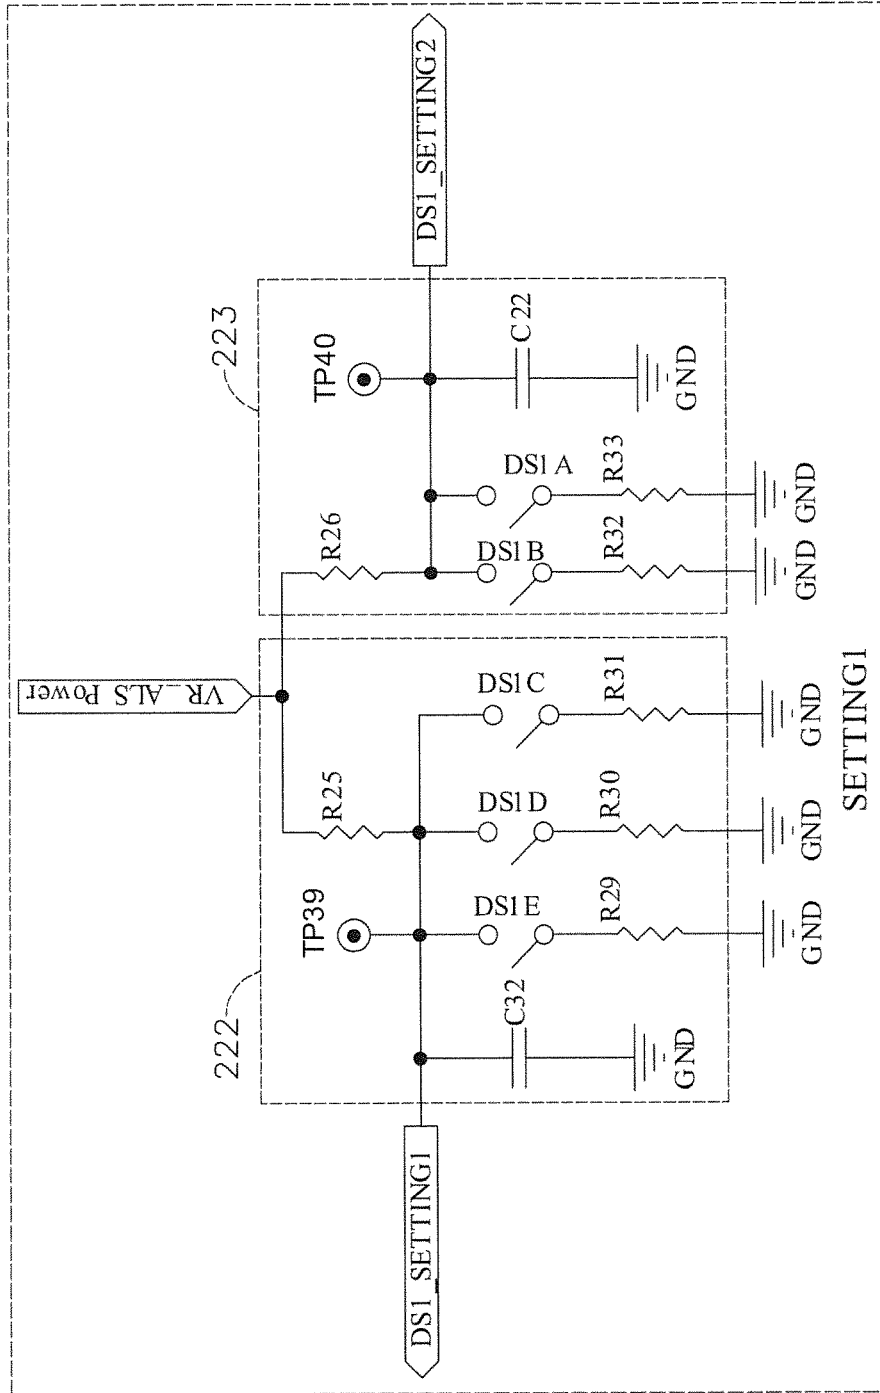 VR_ALS Power
222
223
TP39
R25
R26
TP40
DS1_SETTING1
DS1_SETTING2
C32
DS1E
DS1D
DS1C
DS1B
DS1A
C22
R29
R30
R31
R32
R33
GND
GND
GND
GND
GND
GND
GND
SETTING1